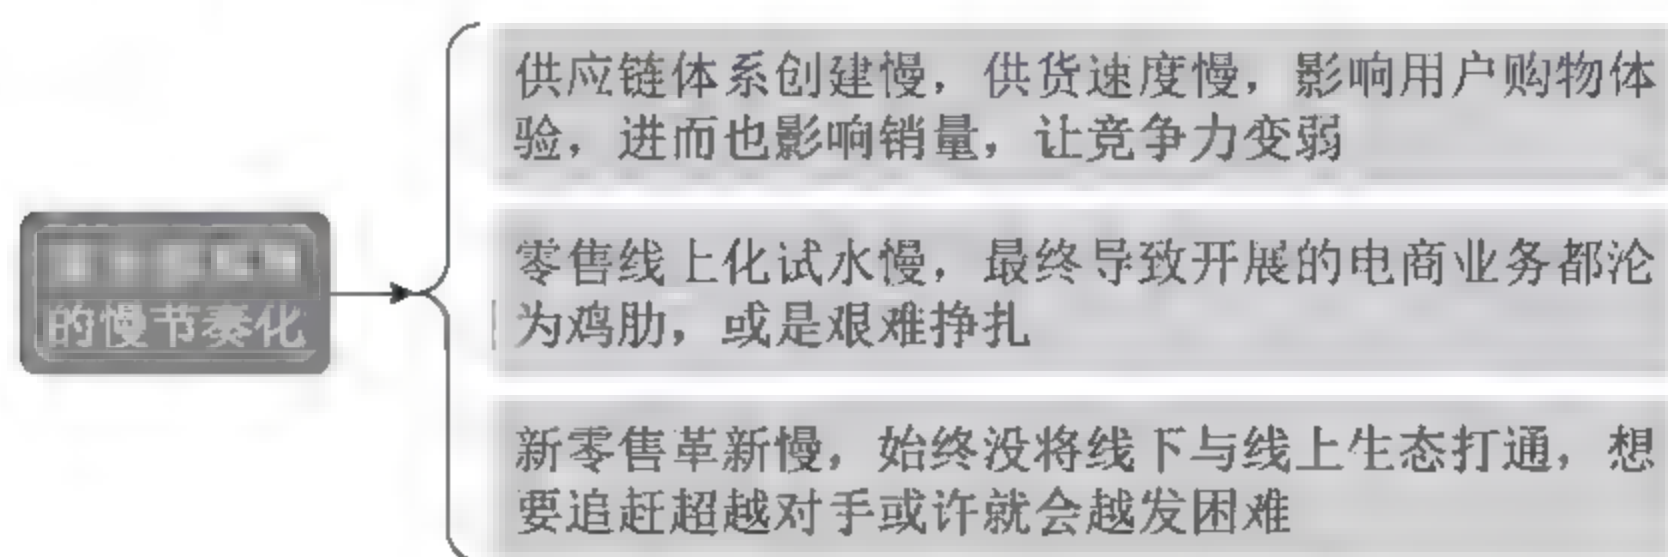 的慢节奏化
供应链体系创建慢，供货速度慢，影响用户购物体
验，进而也影响销量，让竞争力变弱
零售线上化试水慢，最终导致开展的电商业务都沦
为鸡肋，或是艰难挣扎
新零售革新慢，始终没将线下与线上生态打通，想
要追赶超越对手或许就会越发困难